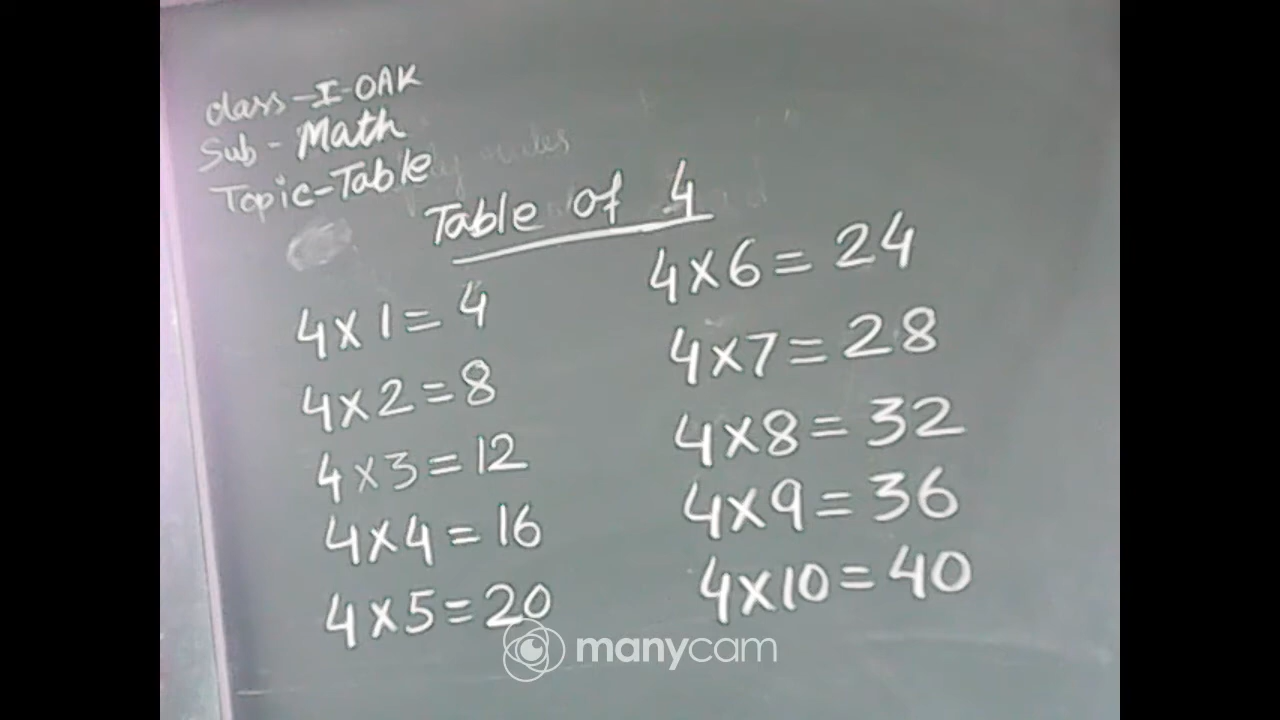 class-I-OAK
Sub-Math
Topic-Table
Table of 4
4x1=4
4x2=8
4x3=12
4x4=16
4x5=20
4x6=24
4x7=28
4x8=32
4x9=36
4x10=40
manycam